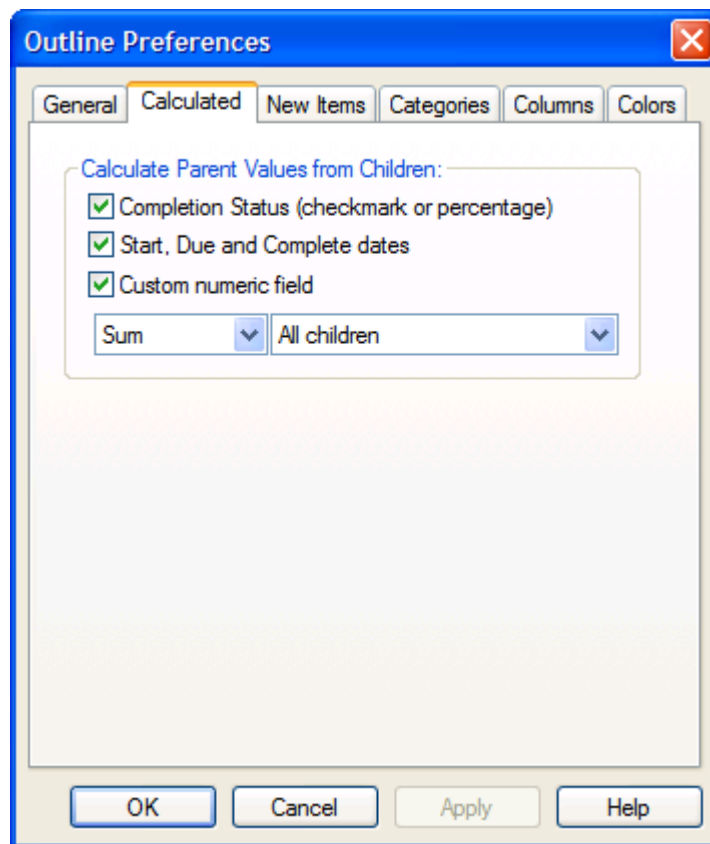 Outline Preferences
General Calculated New Items Categories Columns Colors
Calculate Parent Values from Children:
Completion Status (checkmark or percentage)
Start, Due and Complete dates
Custom numeric field
Sum All children
OK Cancel Apply Help